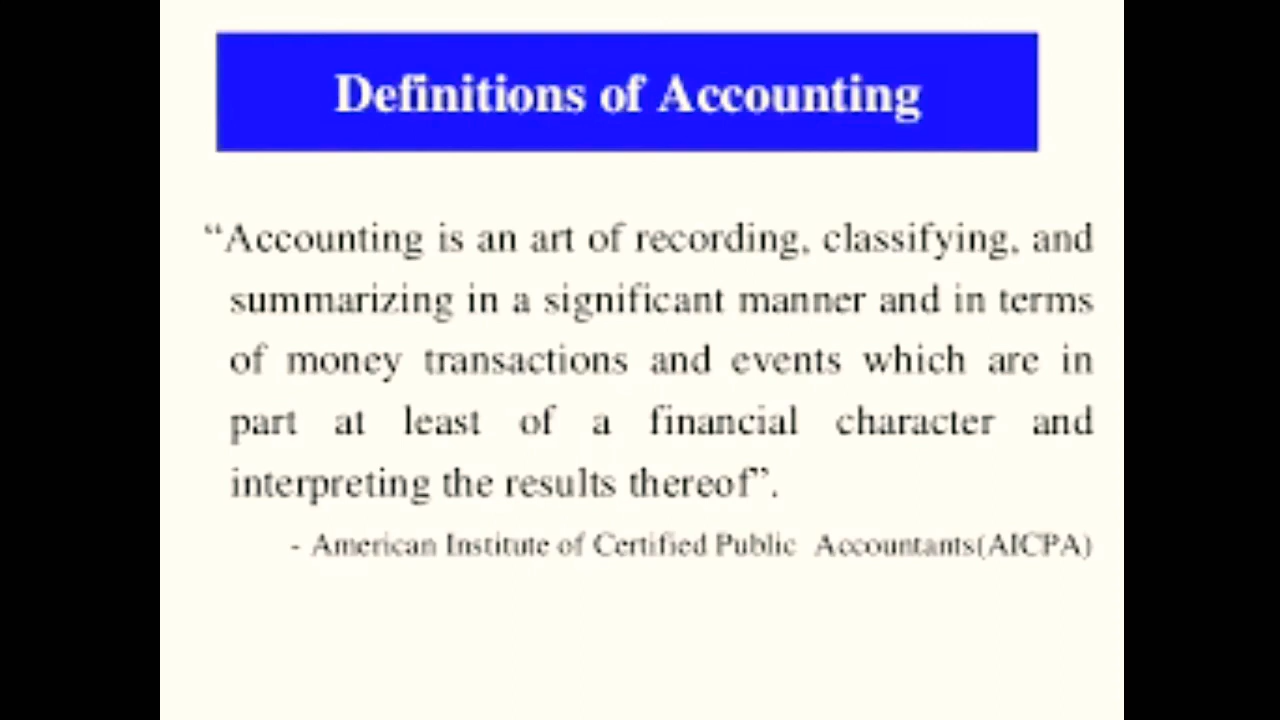 Definitions of Accounting
“Accounting is an art of recording, classifying, and
summarizing in a significant manner and in terms
of money transactions and events which are in
part at least of a financial character and
interpreting the results thereof”.
- American Institute of Certified Public Accountants(AICPA)